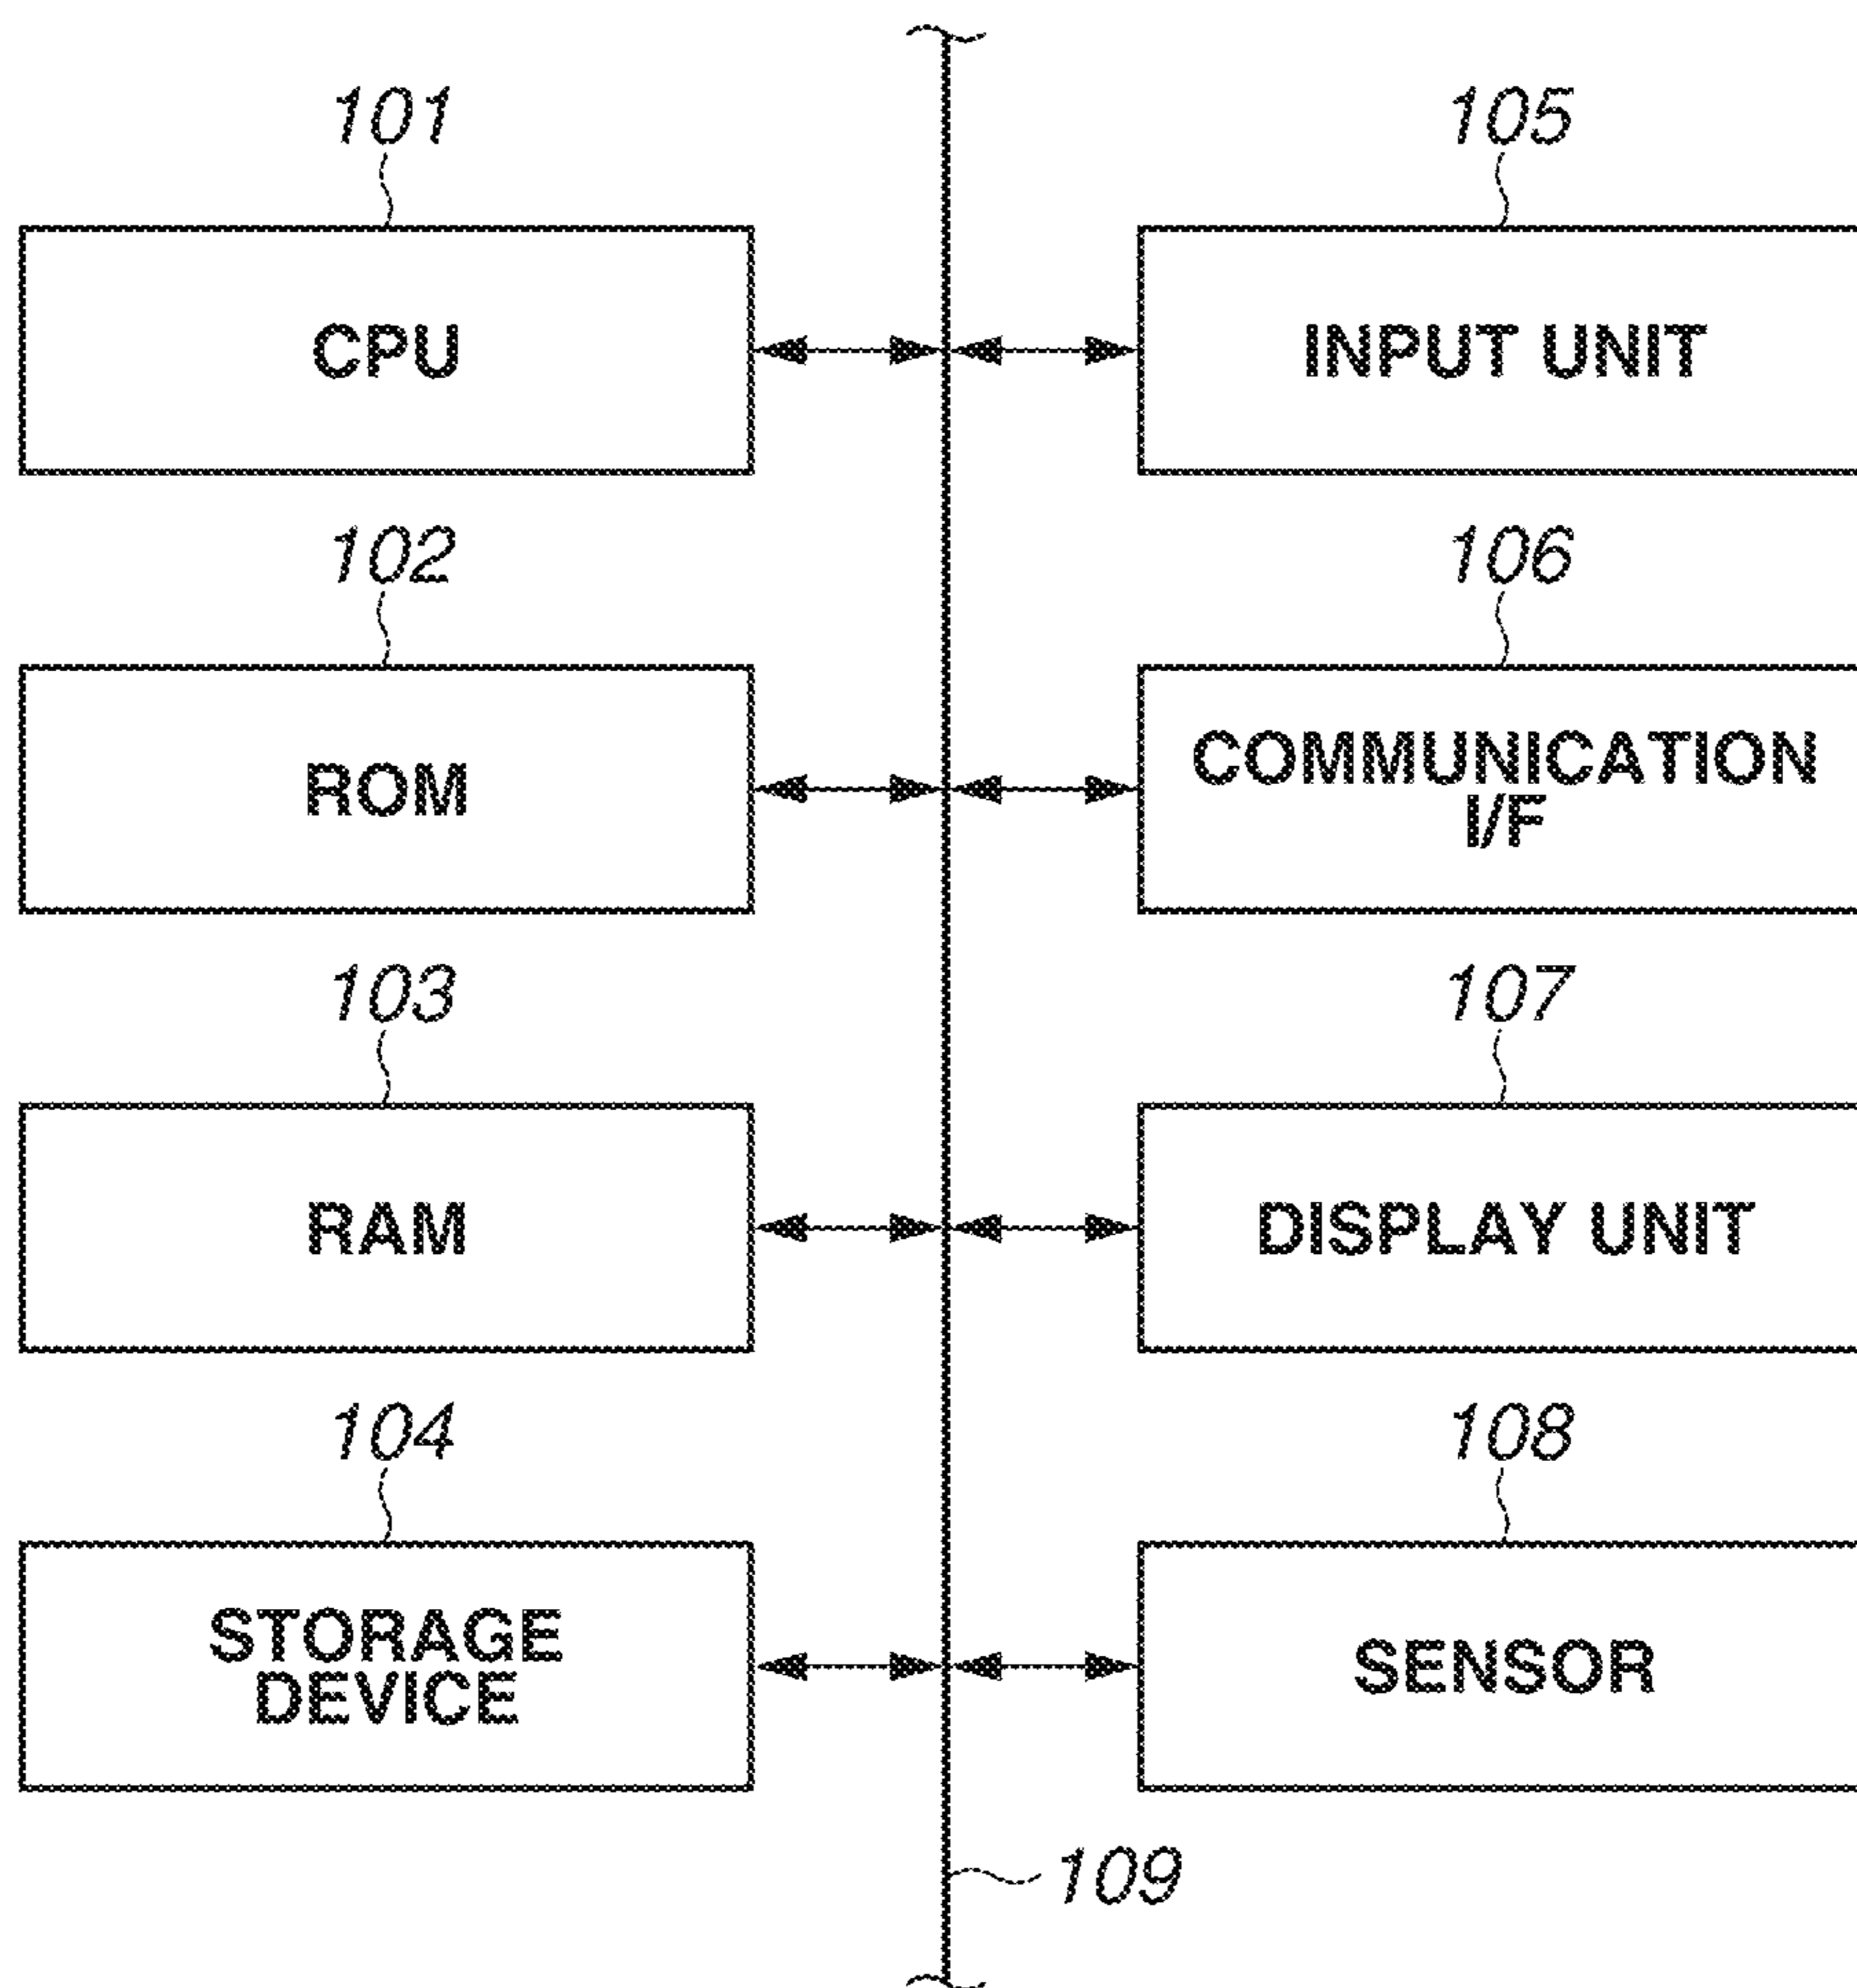 101
CPU
102
ROM
103
RAM
104
STORAGE
DEVICE
105
INPUT UNIT
106
COMMUNICATION
I/F
107
DISPLAY UNIT
108
SENSOR
109